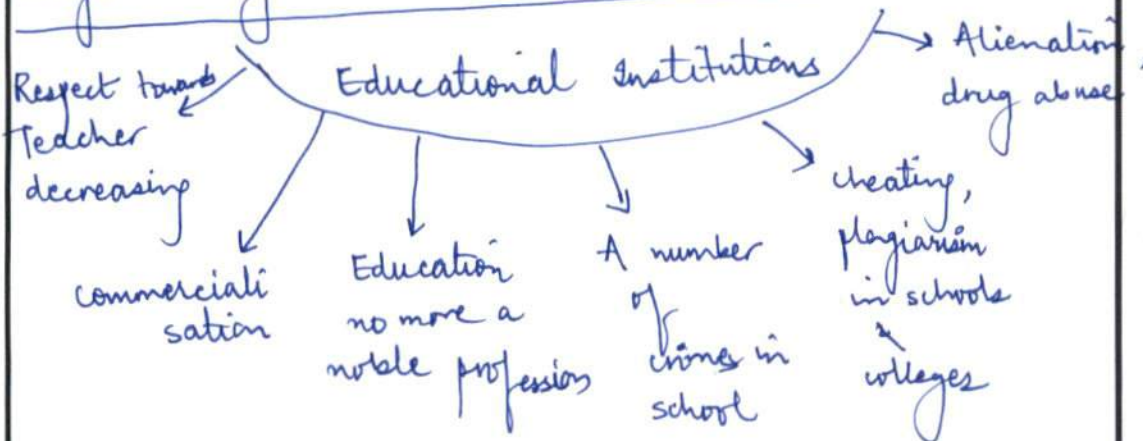 Educational Institutions
Respect towards
Teacher
decreasing
commerciali
sation
Education
no more a
noble profession
A number
of
crimes in
school
cheating,
plagiarism
in schools
&
colleges
Alienation,
drug abuse